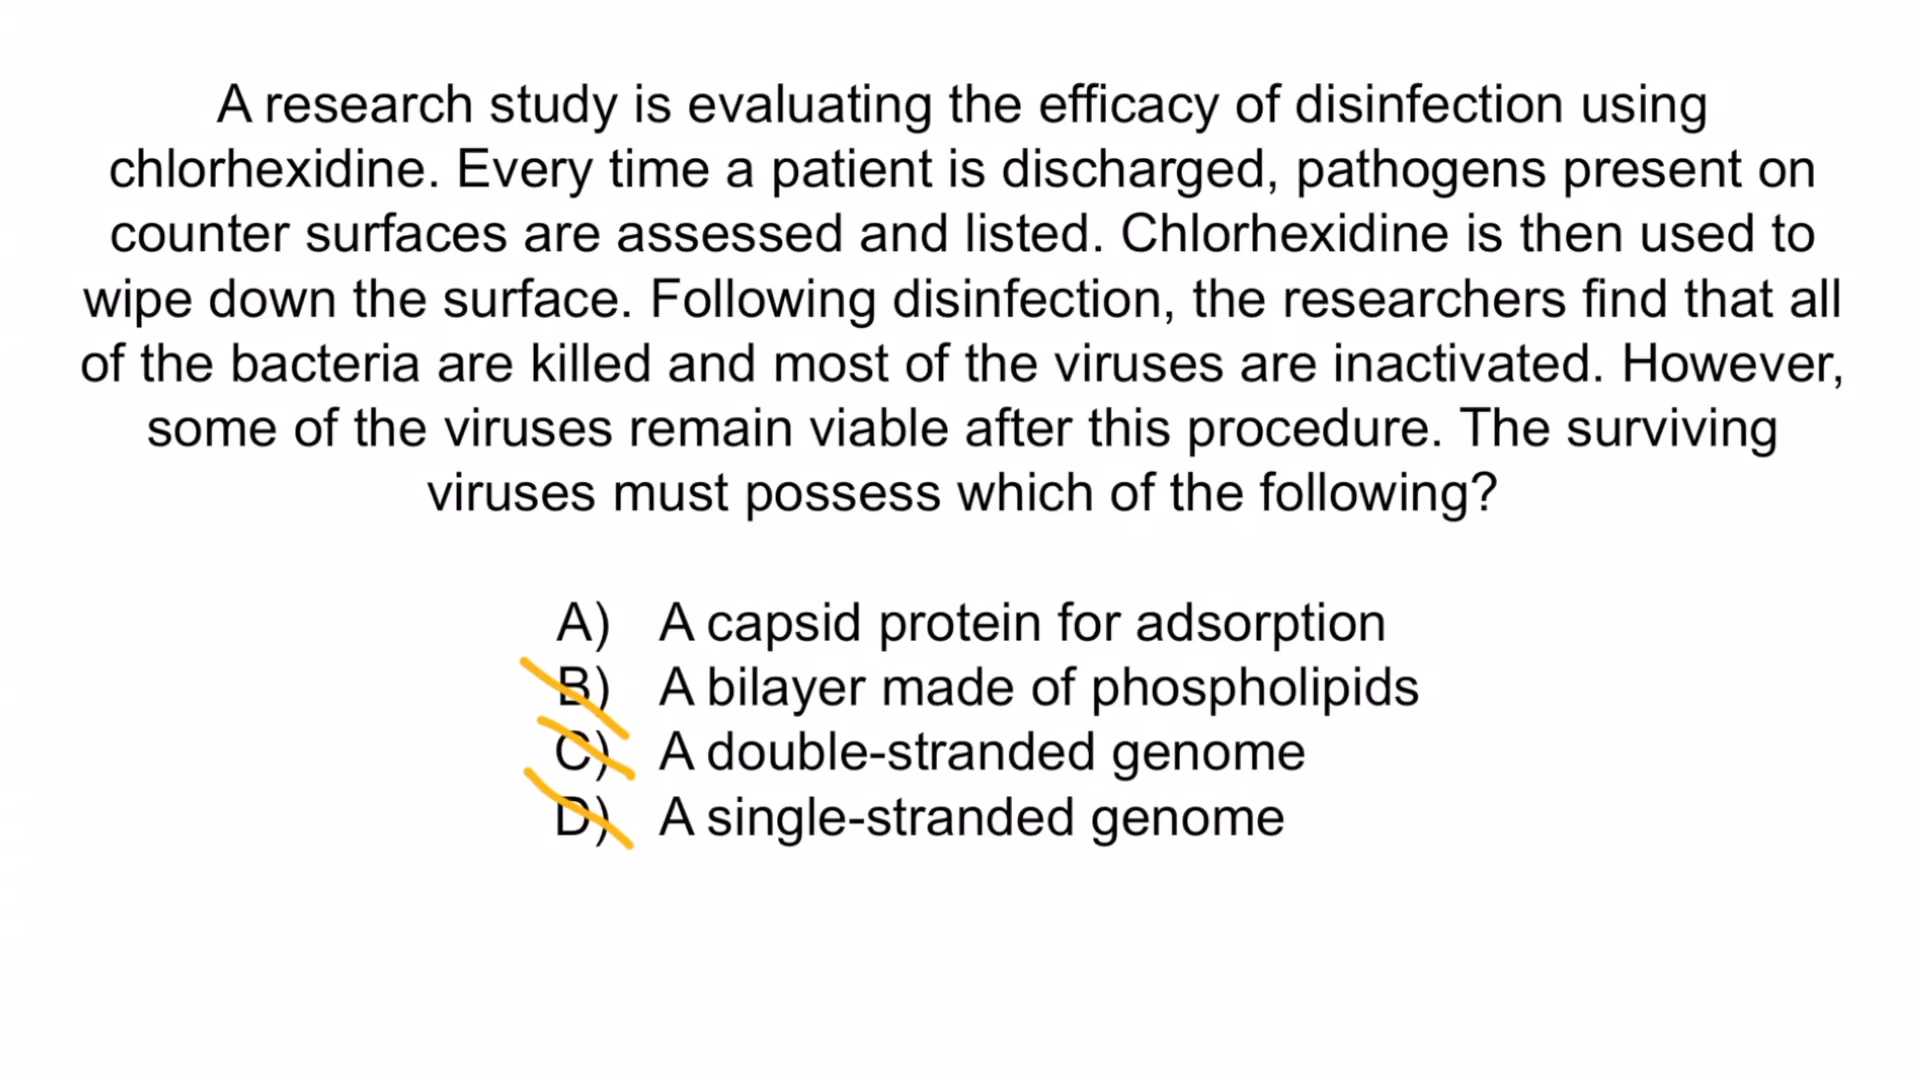 A research study is evaluating the efficacy of disinfection using
chlorhexidine. Every time a patient is discharged, pathogens present on
counter surfaces are assessed and listed. Chlorhexidine is then used to
wipe down the surface. Following disinfection, the researchers find that all
of the bacteria are killed and most of the viruses are inactivated. However,
some of the viruses remain viable after this procedure. The surviving
viruses must possess which of the following?
A) A capsid protein for adsorption
B) A bilayer made of phospholipids
C) A double-stranded genome
D) A single-stranded genome